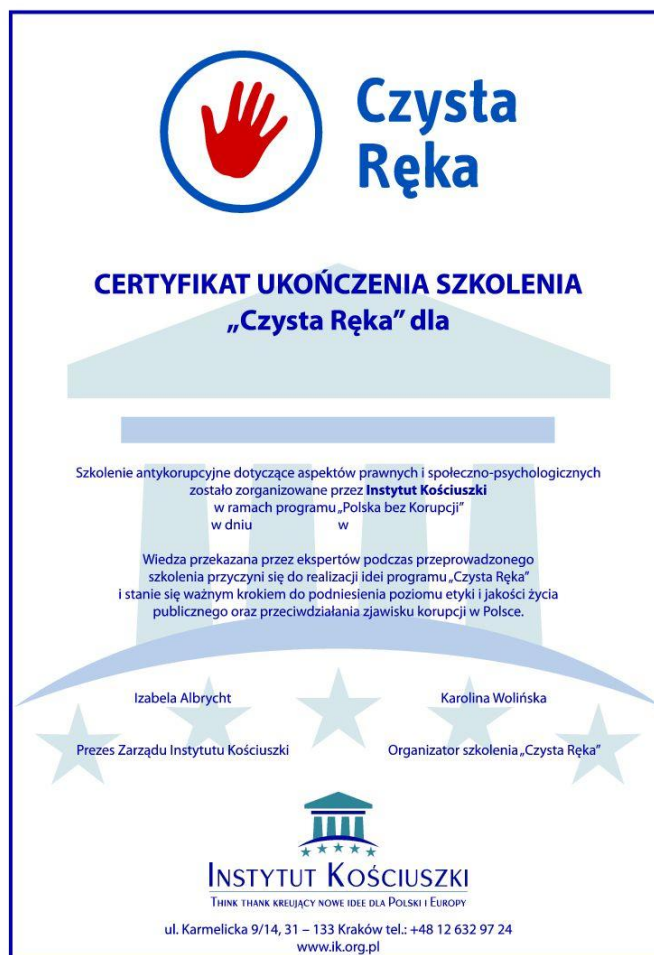 Czysta
Ręka
CERTYFIKAT UKOŃCZENIA SZKOLENIA
„Czysta Ręka” dla
Szkolenie antykorupcyjne dotyczące aspektów prawnych i społeczno-psychologicznych
zostało zorganizowane przez Instytut Kościuszki
w ramach programu „Polska bez Korupcji”
w dniu w
Wiedza przekazana przez ekspertów podczas przeprowadzonego
szkolenia przyczyni się do realizacji idei programu „Czysta Ręka”
i stanie się ważnym krokiem do podniesienia poziomu etyki i jakości życia
publicznego oraz przeciwdziałania zjawisku korupcji w Polsce.
Izabela Albrycht Karolina Wolińska
Prezes Zarządu Instytutu Kościuszki Organizator szkolenia „Czysta Ręka”
INSTYTUT KOŚCIUSZKI
THINK THANK KREUJĄCY NOWE IDEE DLA POLSKI I EUROPY
ul. Karmelicka 9/14, 31 – 133 Kraków tel.: +48 12 632 97 24
www.ik.org.pl